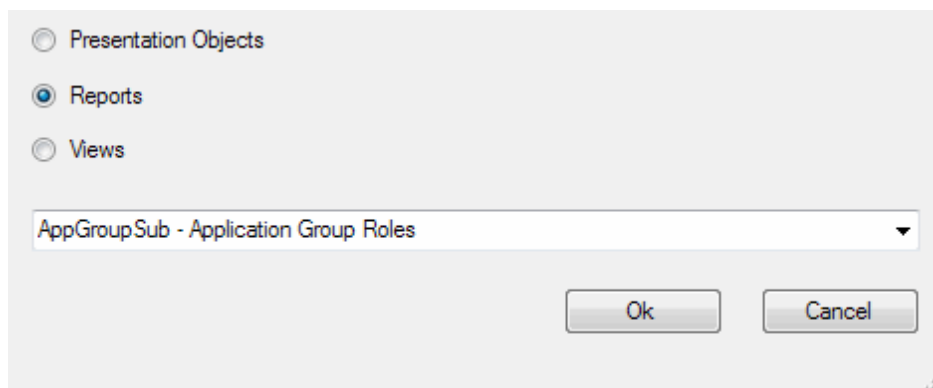 Presentation Objects
Reports
Views
AppGroupSub - Application Group Roles
Ok Cancel